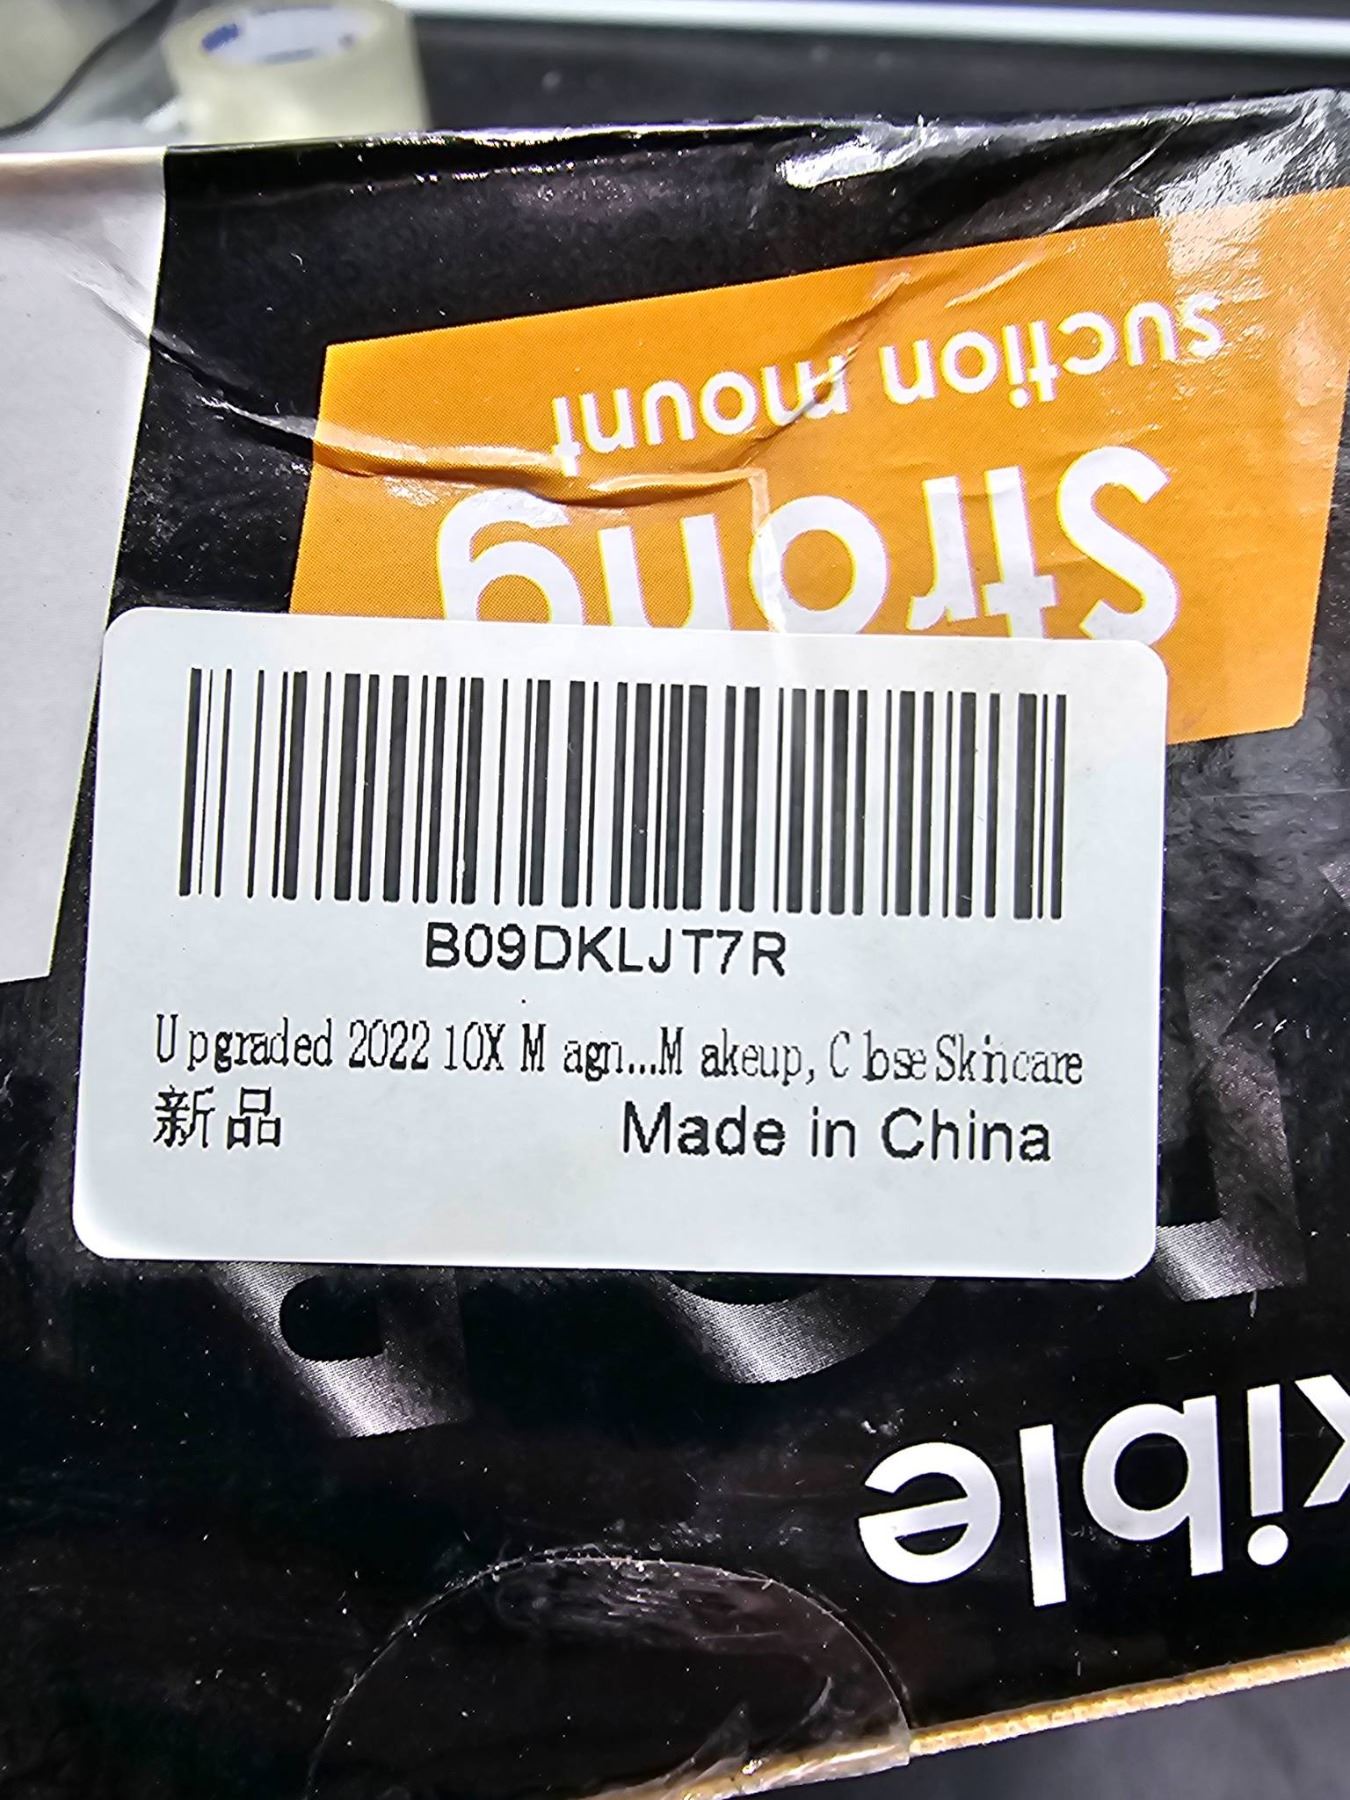 suction mount
Strong
B09DKLJT7R
Upgraded 2022 10X Magn...Makeup, Close Skincare
新品
Made in China
xible